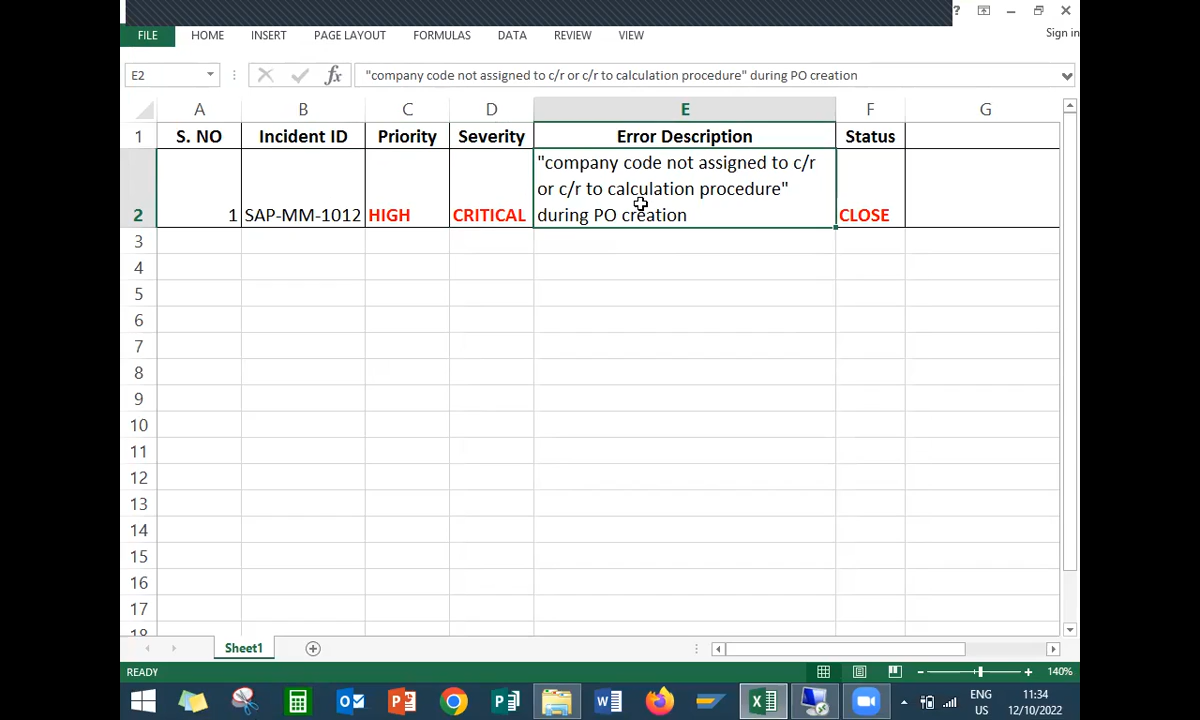 ?
FILE HOME INSERT PAGE LAYOUT FORMULAS DATA REVIEW VIEW Sign in
E2 fx "company code not assigned to c/r or c/r to calculation procedure" during PO creation
A B C D E F G
1 S. NO Incident ID Priority Severity Error Description Status
"company code not assigned to c/r
or c/r to calculation procedure"
2 1 SAP-MM-1012 HIGH CRITICAL during PO creation CLOSE
3
4
5
6
7
8
9
10
11
12
13
14
15
16
17
18
Sheet1
READY 140%
ENG 11:34
US 12/10/2022